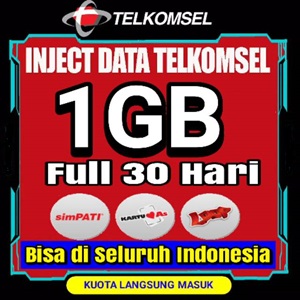 TELKOMSEL
INJECT DATA TELKOMSEL
1GB
Full 30 Hari
simPATI KARTU As Loop
Bisa di Seluruh Indonesia
KUOTA LANGSUNG MASUK